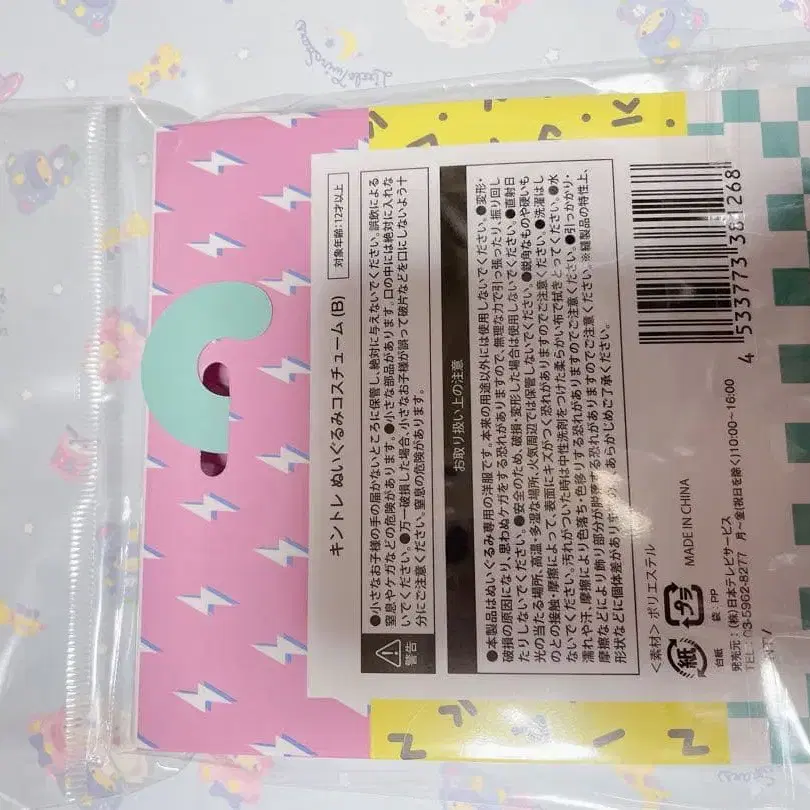 キントレ ぬいぐるみコスチューム(B)
対象年齢:12才以上
警告
●小さなお子様の手の届かないところに保管し、絶対に与えないでください。誤飲による
窒息やケガなどの危険があります。●小さな部品があります。口の中には絶対に入れな
いでください。●万一破損した場合、小さなお子様が誤って破片などを口にしないよう十
分にご注意ください。窒息の危険があります。
お取り扱い上の注意
●本製品はぬいぐるみ専用の洋服です。本来の用途以外には使用しないでください。●変形・
破損の原因になり、思わぬケガをする恐れがありますので、無理な力で引っ張ったり、振り回し
たりしないでください。●安全のため、破損・変形した場合は使用しないでください。●直射日
光の当たる場所、高温・多湿な場所、火気周辺では保管しないでください。●鋭角なものや硬いも
のとの接触・摩擦によって、表面にキズがつく恐れがありますのでご注意ください。●洗濯はし
ないでください。汚れがついた時は中性洗剤をつけた柔らかい布で拭きとってください。●水
濡れや汗、摩擦により色落ち・色移りする恐れがありますのでご注意ください。●引っかかり・
摩擦などにより飾り部分が脱落する恐れがありますのでご注意ください。※縫製品の特性上、
形状などに個体差があり あらかじめご了承ください。
<素材> ポリエステル
紙
プラ
MADE IN CHINA
台紙 袋:PP
発売元:(株)日本テレビサービス
TEL:03-5962-8277 月~金(祝日を除く)10:00~16:00
4 533773 381268
LittleTwinStars